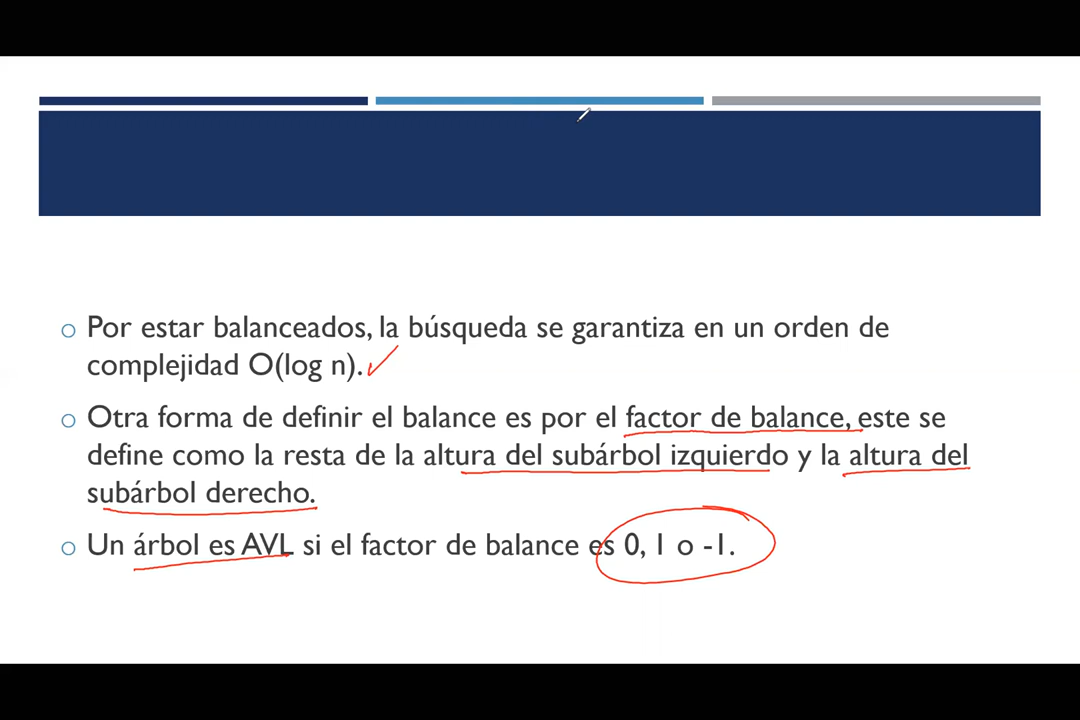 Por estar balanceados, la búsqueda se garantiza en un orden de
complejidad O(log n).
Otra forma de definir el balance es por el factor de balance, este se
define como la resta de la altura del subárbol izquierdo y la altura del
subárbol derecho.
Un árbol es AVL si el factor de balance es 0, 1 o -1.